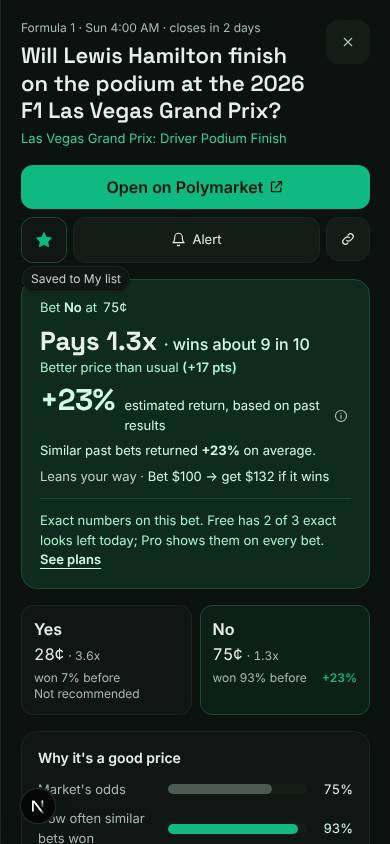 Formula 1 · Sun 4:00 AM · closes in 2 days
Will Lewis Hamilton finish
on the podium at the 2026
F1 Las Vegas Grand Prix?
Las Vegas Grand Prix: Driver Podium Finish
Open on Polymarket
Alert
Saved to My list
Bet No at 75¢
Pays 1.3x · wins about 9 in 10
Better price than usual (+17 pts)
+23% estimated return, based on past
results
Similar past bets returned +23% on average.
Leans your way · Bet $100 → get $132 if it wins
Exact numbers on this bet. Free has 2 of 3 exact
looks left today; Pro shows them on every bet.
See plans
Yes
28¢ · 3.6x
won 7% before
Not recommended
No
75¢ · 1.3x
won 93% before +23%
Why it's a good price
Market's odds 75%
how often similar 93%
bets won
N